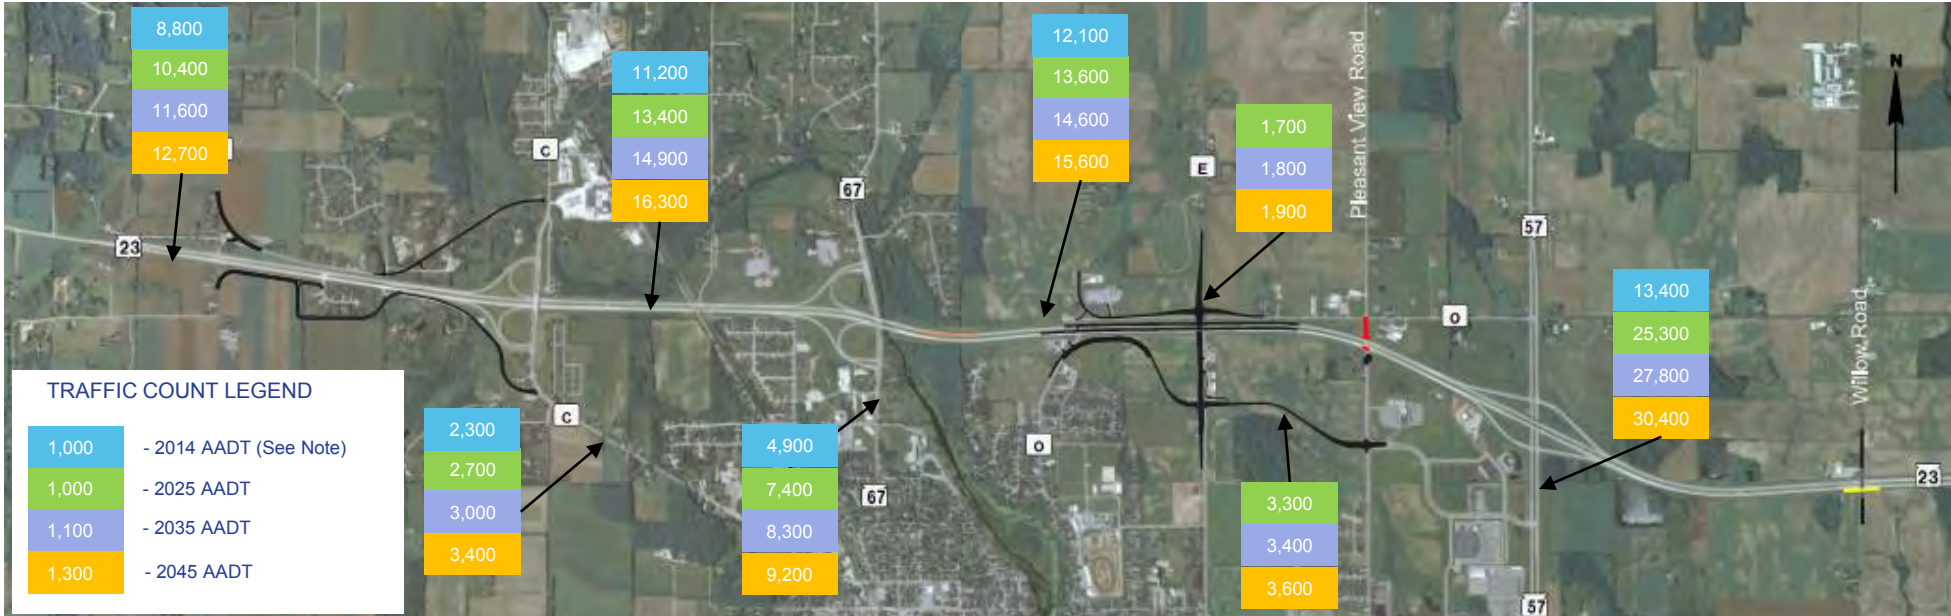 8,800
10,400
11,600
12,700
11,200
13,400
14,900
16,300
12,100
13,600
14,600
15,600
1,700
1,800
1,900
Pleasant View Road
N
C
67
E
23
57
13,400
25,300
27,800
30,400
O
Willow Road
TRAFFIC COUNT LEGEND
1,000 - 2014 AADT (See Note)
1,000 - 2025 AADT
1,100 - 2035 AADT
1,300 - 2045 AADT
C
2,300
2,700
3,000
3,400
4,900
7,400
8,300
9,200
67
O
3,300
3,400
3,600
23
57